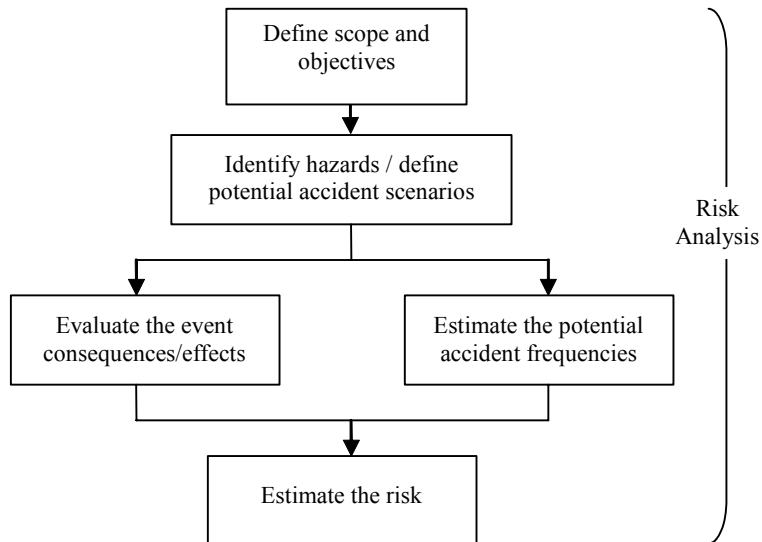 Define scope and
objectives
Identify hazards / define
potential accident scenarios
Risk
Analysis
Evaluate the event
consequences/effects
Estimate the potential
accident frequencies
Estimate the risk